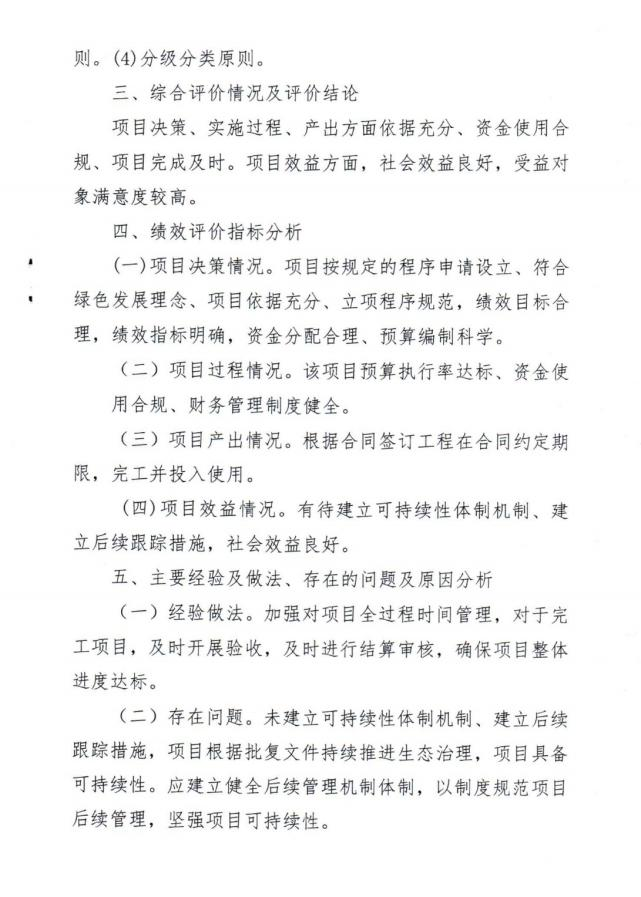 则。(4)分级分类原则。
三、综合评价情况及评价结论
项目决策、实施过程、产出方面依据充分、资金使用合
规、项目完成及时。项目效益方面，社会效益良好，受益对
象满意度较高。
四、绩效评价指标分析
(一)项目决策情况。项目按规定的程序申请设立、符合
绿色发展理念、项目依据充分、立项程序规范，绩效目标合
理，绩效指标明确，资金分配合理、预算编制科学。
（二）项目过程情况。该项目预算执行率达标、资金使
用合规、财务管理制度健全。
（三）项目产出情况。根据合同签订工程在合同约定期
限，完工并投入使用。
(四)项目效益情况。有待建立可持续性体制机制、建
立后续跟踪措施，社会效益良好。
五、主要经验及做法、存在的问题及原因分析
（一）经验做法。加强对项目全过程时间管理，对于完
工项目，及时开展验收，及时进行结算审核，确保项目整体
进度达标。
（二）存在问题。未建立可持续性体制机制、建立后续
跟踪措施，项目根据批复文件持续推进生态治理，项目具备
可持续性。应建立健全后续管理机制体制，以制度规范项目
后续管理，坚强项目可持续性。